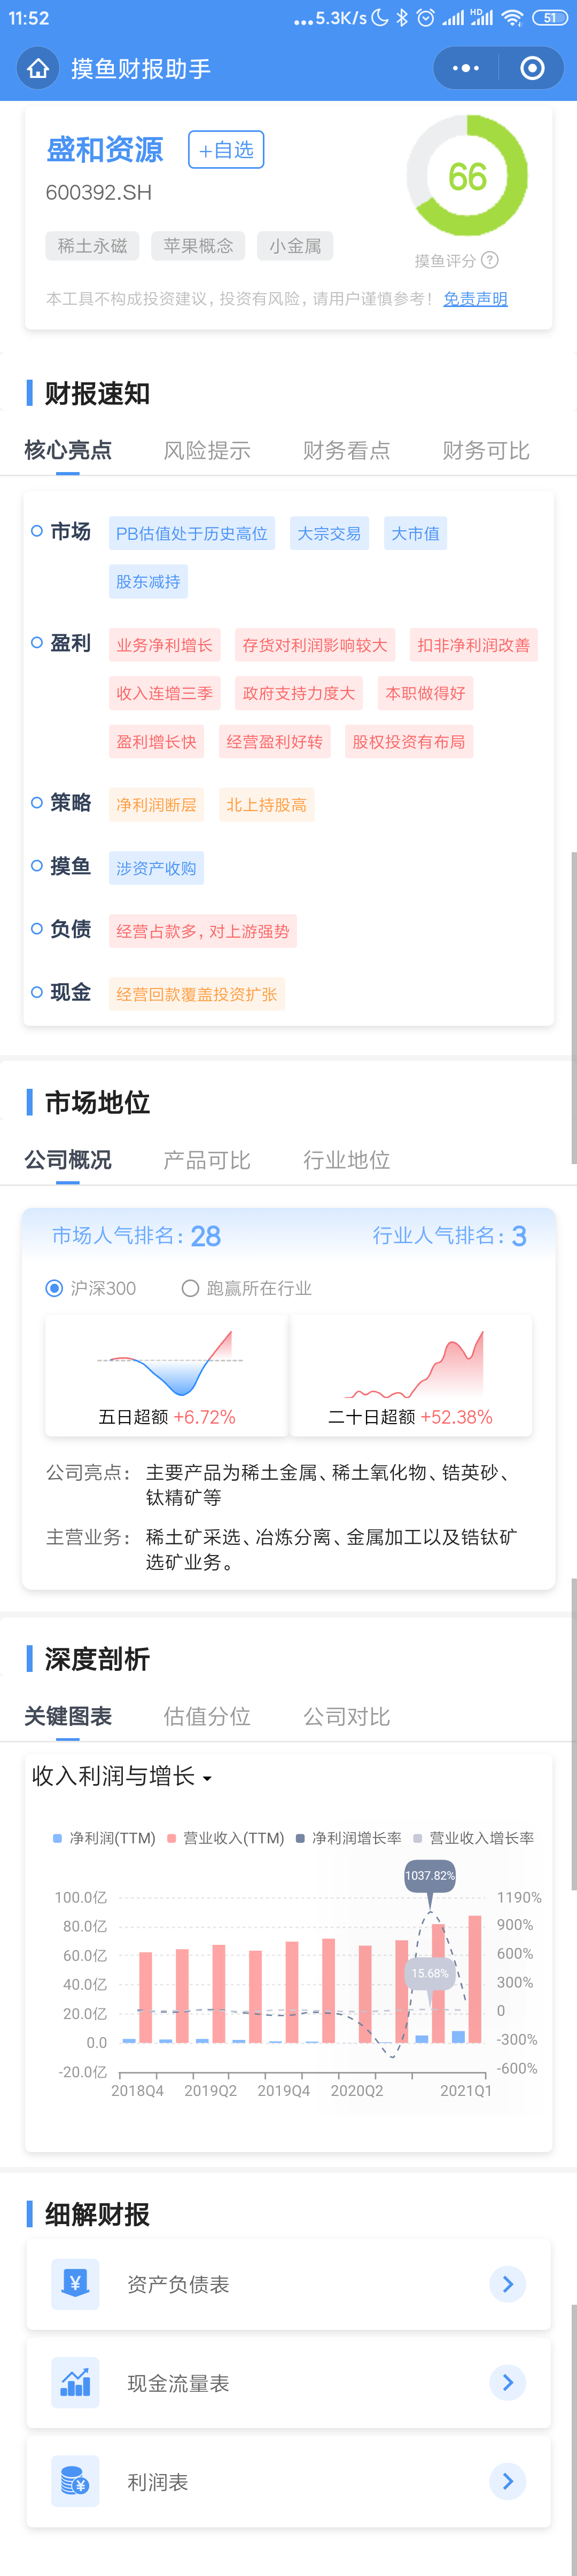 11:52
...5.3K/s HD 51
摸鱼财报助手
盛和资源 +自选
600392.SH
66
稀土永磁 苹果概念 小金属
摸鱼评分 ?
本工具不构成投资建议，投资有风险，请用户谨慎参考！ 免责声明
财报速知
核心亮点 风险提示 财务看点 财务可比
市场 PB估值处于历史高位 大宗交易 大市值
股东减持
盈利 业务净利增长 存货对利润影响较大 扣非净利润改善
收入连增三季 政府支持力度大 本职做得好
盈利增长快 经营盈利好转 股权投资有布局
策略 净利润断层 北上持股高
摸鱼 涉资产收购
负债 经营占款多，对上游强势
现金 经营回款覆盖投资扩张
市场地位
公司概况 产品可比 行业地位
市场人气排名：28 行业人气排名：3
沪深300 跑赢所在行业
五日超额 +6.72% 二十日超额 +52.38%
公司亮点： 主要产品为稀土金属、稀土氧化物、锆英砂、
钛精矿等
主营业务： 稀土矿采选、冶炼分离、金属加工以及锆钛矿
选矿业务。
深度剖析
关键图表 估值分位 公司对比
收入利润与增长
净利润(TTM) 营业收入(TTM) 净利润增长率 营业收入增长率
1037.82%
100.0亿 1190%
80.0亿 900%
60.0亿 600%
15.68%
40.0亿 300%
20.0亿 0
0.0 -300%
-20.0亿 -600%
2018Q4 2019Q2 2019Q4 2020Q2 2021Q1
细解财报
¥ 资产负债表
现金流量表
¥ 利润表